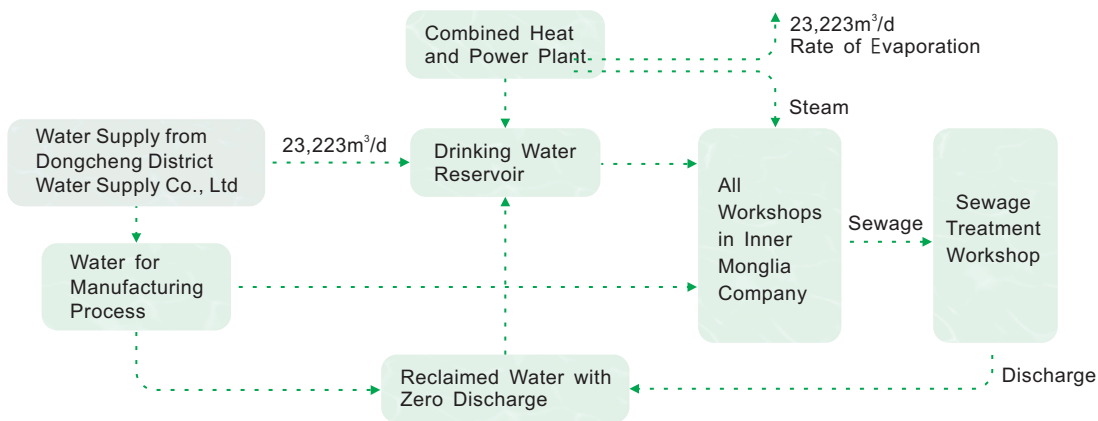 Combined Heat
and Power Plant
23,223m³/d
Rate of Evaporation
Steam
Water Supply from
Dongcheng District
Water Supply Co., Ltd
23,223m³/d
Drinking Water
Reservoir
All
Workshops
in Inner
Monglia
Company
Sewage
Sewage
Treatment
Workshop
Water for
Manufacturing
Process
Reclaimed Water with
Zero Discharge
Discharge